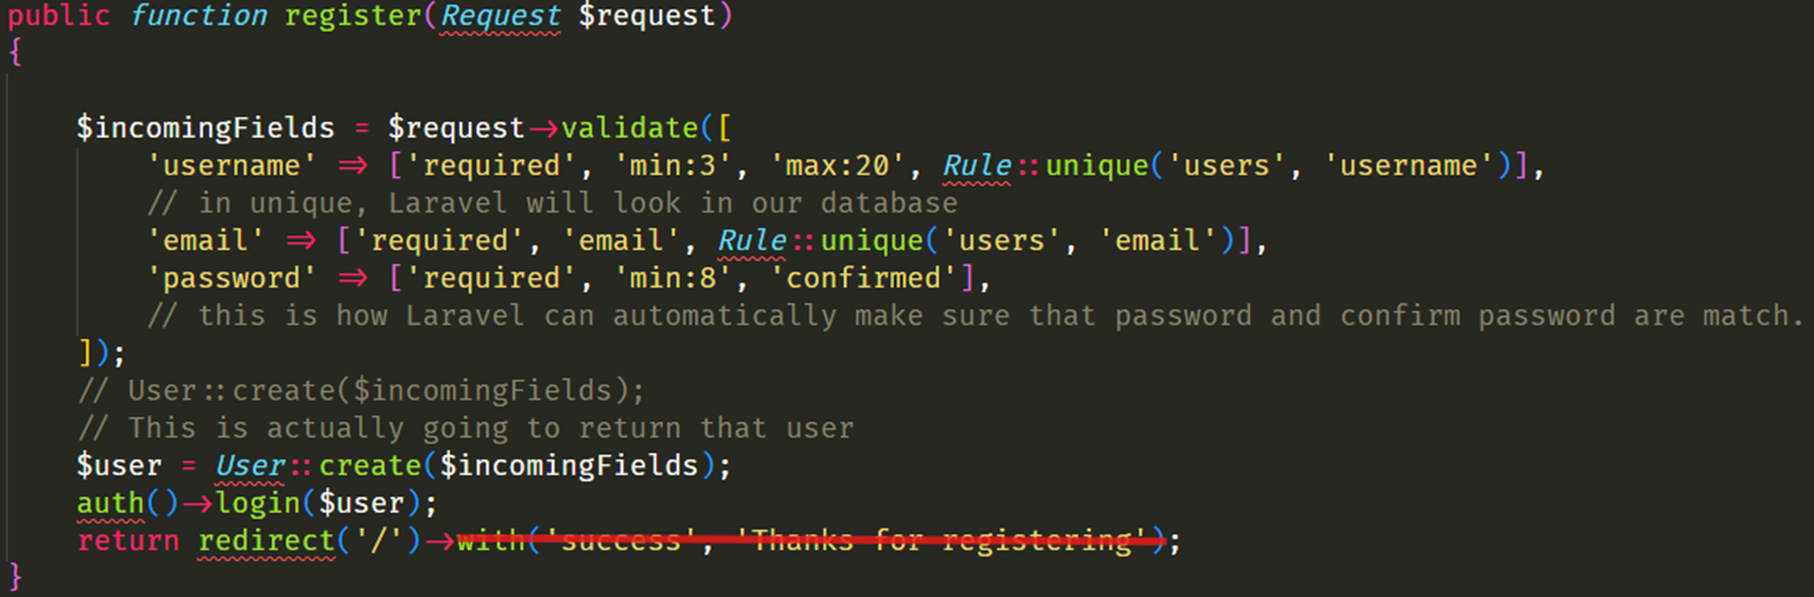 public function register(Request $request)
{
$incomingFields = $request->validate([
'username' => ['required', 'min:3', 'max:20', Rule::unique('users', 'username')],
// in unique, Laravel will look in our database
'email' => ['required', 'email', Rule::unique('users', 'email')],
'password' => ['required', 'min:8', 'confirmed'],
// this is how Laravel can automatically make sure that password and confirm password are match.
]);
// User::create($incomingFields);
// This is actually going to return that user
$user = User::create($incomingFields);
auth()->login($user);
return redirect('/')->with('success', 'Thanks for registering');
}